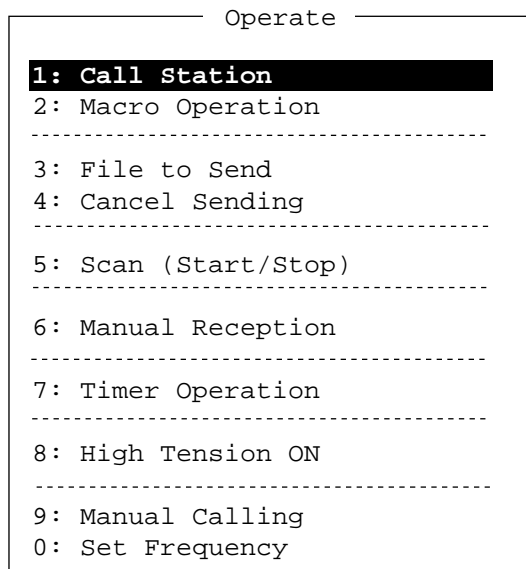 Operate
1: Call Station
2: Macro Operation
3: File to Send
4: Cancel Sending
5: Scan (Start/Stop)
6: Manual Reception
7: Timer Operation
8: High Tension ON
9: Manual Calling
0: Set Frequency